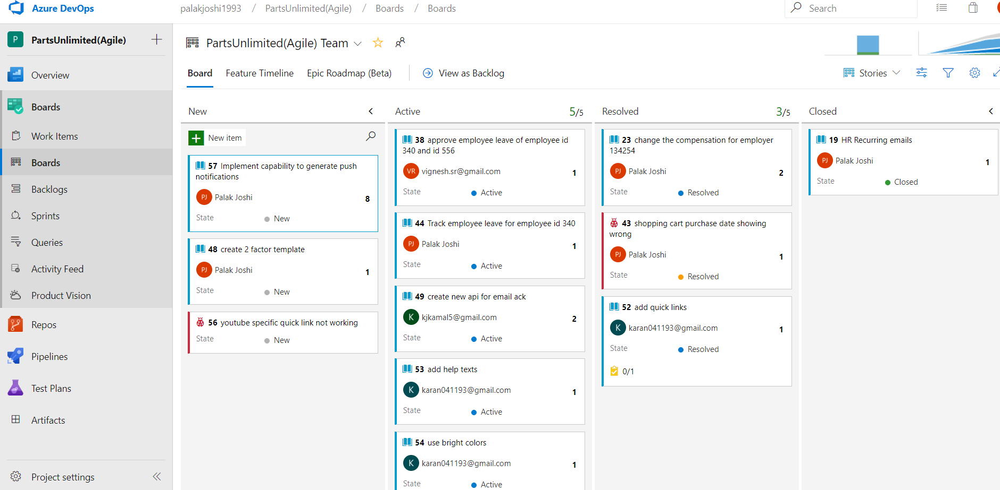 Azure DevOps
palakjoshi1993 / PartsUnlimited(Agile) / Boards / Boards
Search
P PartsUnlimited(Agile)
Overview
Boards
Work Items
Boards
Backlogs
Sprints
Queries
Activity Feed
Product Vision
Repos
Pipelines
Test Plans
Artifacts
Project settings
PartsUnlimited(Agile) Team
Board Feature Timeline Epic Roadmap (Beta) View as Backlog
Stories
New
New item
57 Implement capability to generate push
notifications
PJ Palak Joshi 8
State New
48 create 2 factor template
PJ Palak Joshi 1
State New
56 youtube specific quick link not working
State New
Active 5/5
38 approve employee leave of employee id
340 and id 556
VR vignesh.sr@gmail.com 1
State Active
44 Track employee leave for employee id 340
PJ Palak Joshi 1
State Active
49 create new api for email ack
K kjkamal5@gmail.com 2
State Active
53 add help texts
K karan041193@gmail.com 1
State Active
54 use bright colors
K karan041193@gmail.com 1
State Active
Resolved 3/5
23 change the compensation for employer
134254
PJ Palak Joshi 2
State Resolved
43 shopping cart purchase date showing
wrong
PJ Palak Joshi 1
State Resolved
52 add quick links
K karan041193@gmail.com 1
State Resolved
0/1
Closed
19 HR Recurring emails
PJ Palak Joshi 1
State Closed